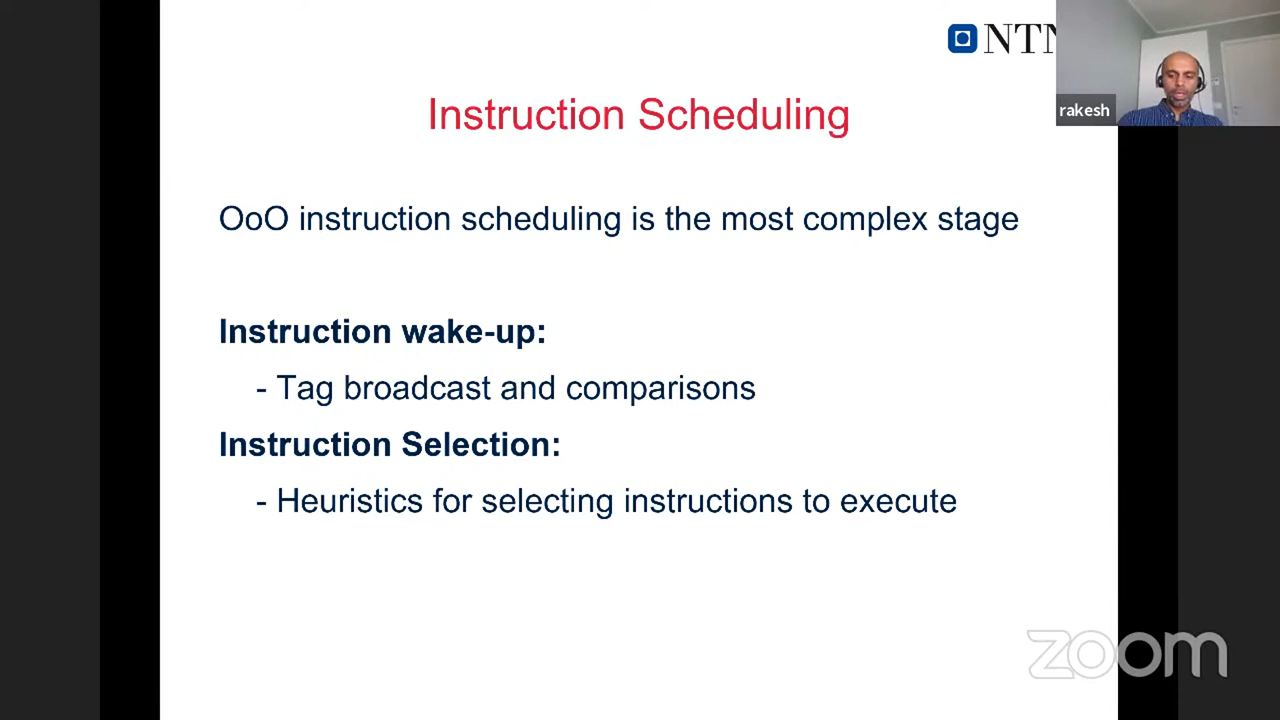 NTN
rakesh
Instruction Scheduling
OoO instruction scheduling is the most complex stage
Instruction wake-up:
- Tag broadcast and comparisons
Instruction Selection:
- Heuristics for selecting instructions to execute
zoom